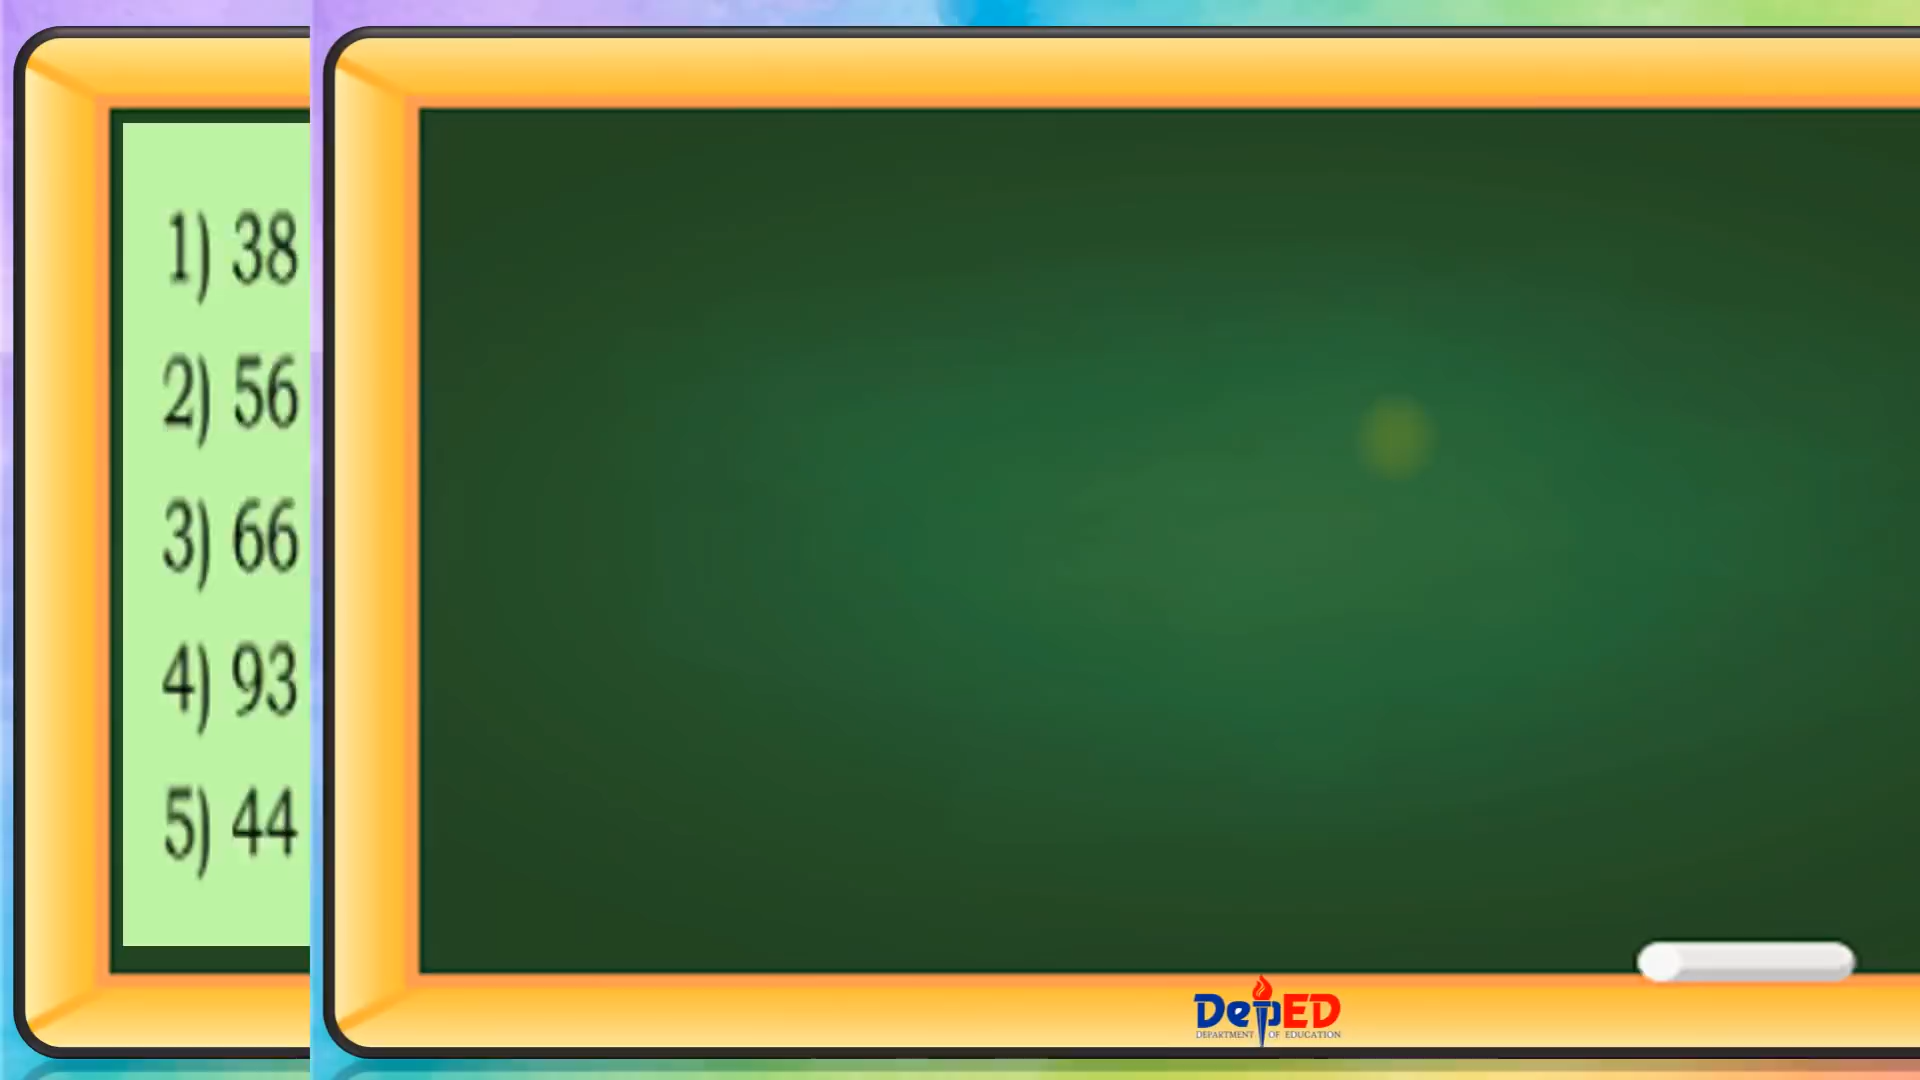 1) 38
2) 56
3) 66
4) 93
5) 44
DepED
DEPARTMENT OF EDUCATION